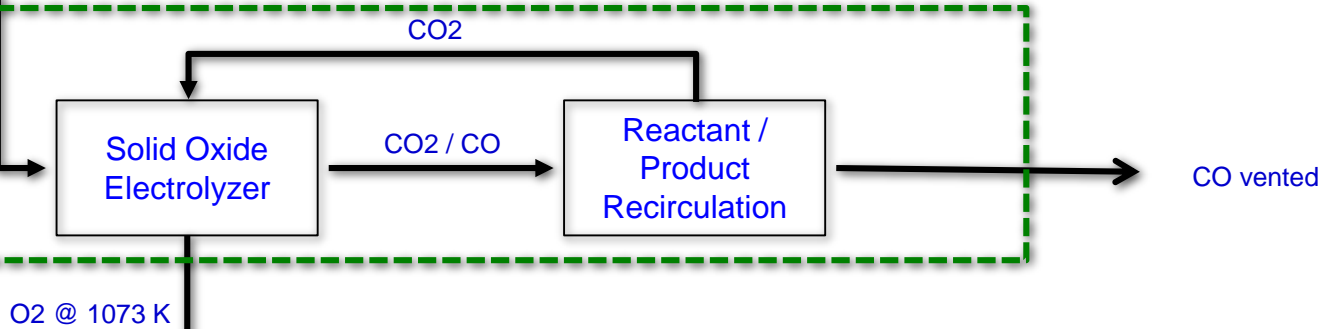 CO2
Solid Oxide
Electrolyzer
CO2 / CO
Reactant /
Product
Recirculation
CO vented
O2 @ 1073 K